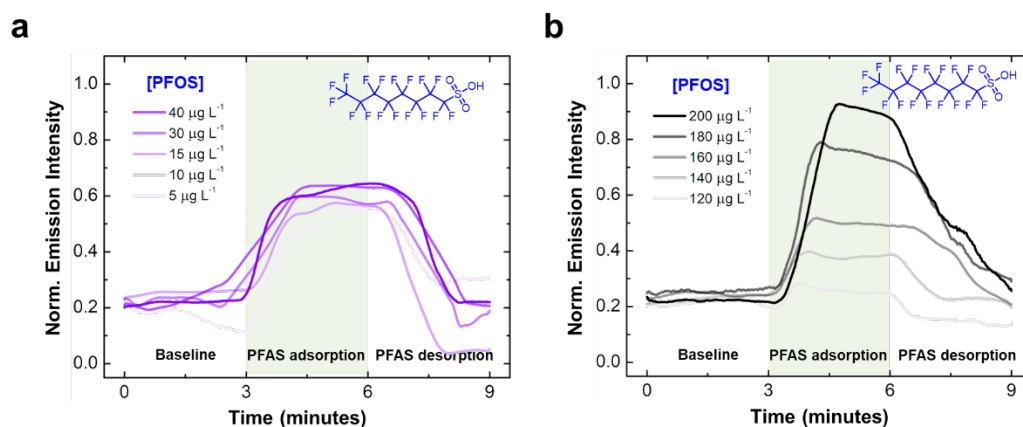 a
Norm. Emission Intensity
1.0
0.8
0.6
0.4
0.2
0.0
[PFOS]
40 µg L⁻¹
30 µg L⁻¹
15 µg L⁻¹
10 µg L⁻¹
5 µg L⁻¹
F F F F F F F F O OH
F S
F F F F F F F F O
Baseline
PFAS adsorption
PFAS desorption
0 3 6 9
Time (minutes)
b
Norm. Emission Intensity
1.0
0.8
0.6
0.4
0.2
0.0
[PFOS]
200 µg L⁻¹
180 µg L⁻¹
160 µg L⁻¹
140 µg L⁻¹
120 µg L⁻¹
F F F F F F F F O OH
F S
F F F F F F F F O
Baseline
PFAS adsorption
PFAS desorption
0 3 6 9
Time (minutes)